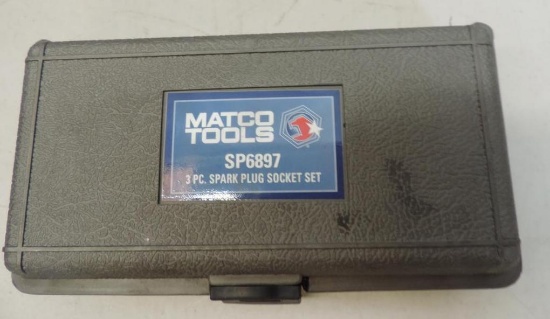 MATCO
TOOLS
SP6897
3 PC. SPARK PLUG SOCKET SET